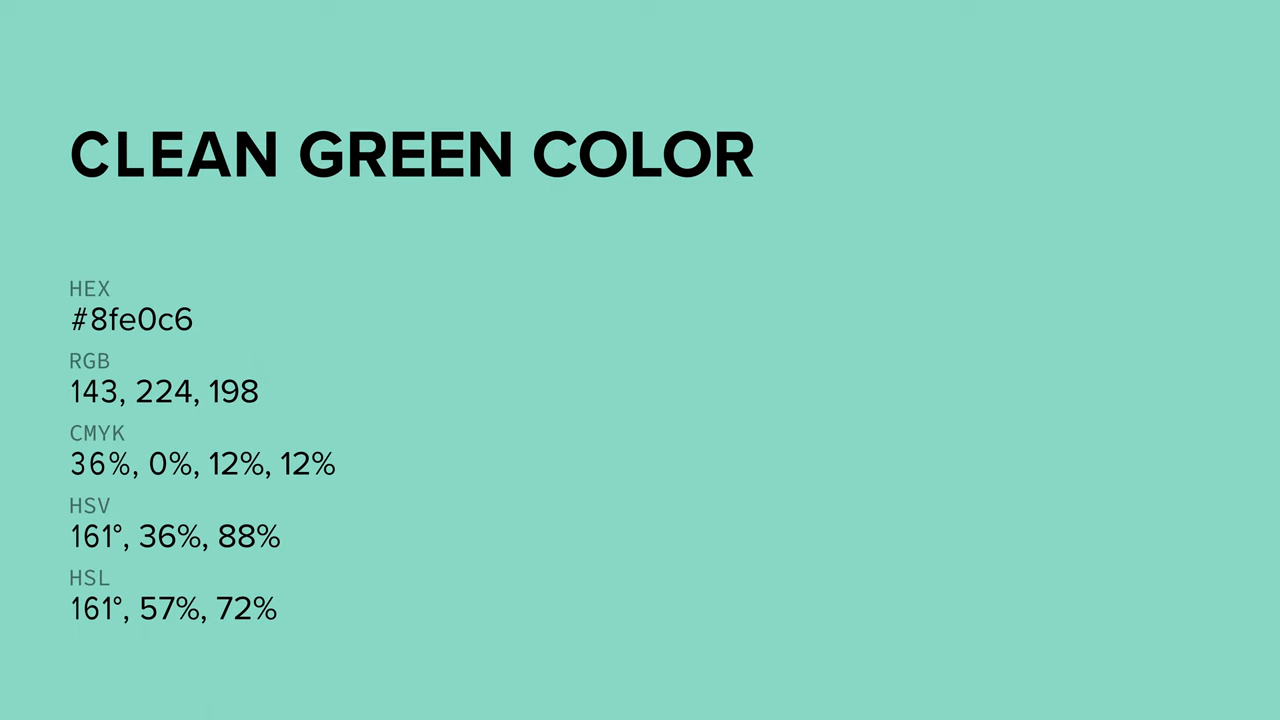 CLEAN GREEN COLOR
HEX
#8fe0c6
RGB
143, 224, 198
CMYK
36%, 0%, 12%, 12%
HSV
161°, 36%, 88%
HSL
161°, 57%, 72%